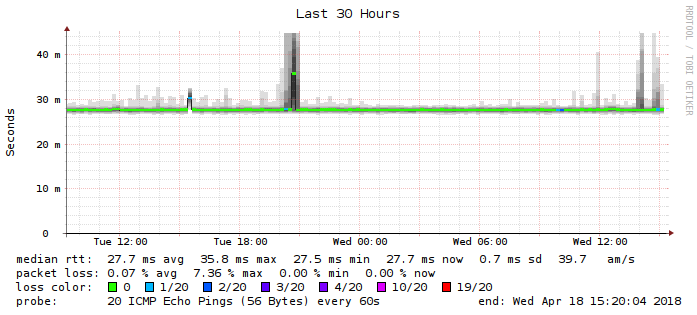 Last 30 Hours
RRDTOOL / TOBI OETIKER
Seconds
40 m
30 m
20 m
10 m
0
Tue 12:00 Tue 18:00 Wed 00:00 Wed 06:00 Wed 12:00
median rtt: 27.7 ms avg 35.8 ms max 27.5 ms min 27.7 ms now 0.7 ms sd 39.7 am/s
packet loss: 0.07 % avg 7.36 % max 0.00 % min 0.00 % now
loss color: 0 1/20 2/20 3/20 4/20 10/20 19/20
probe: 20 ICMP Echo Pings (56 Bytes) every 60s end: Wed Apr 18 15:20:04 2018